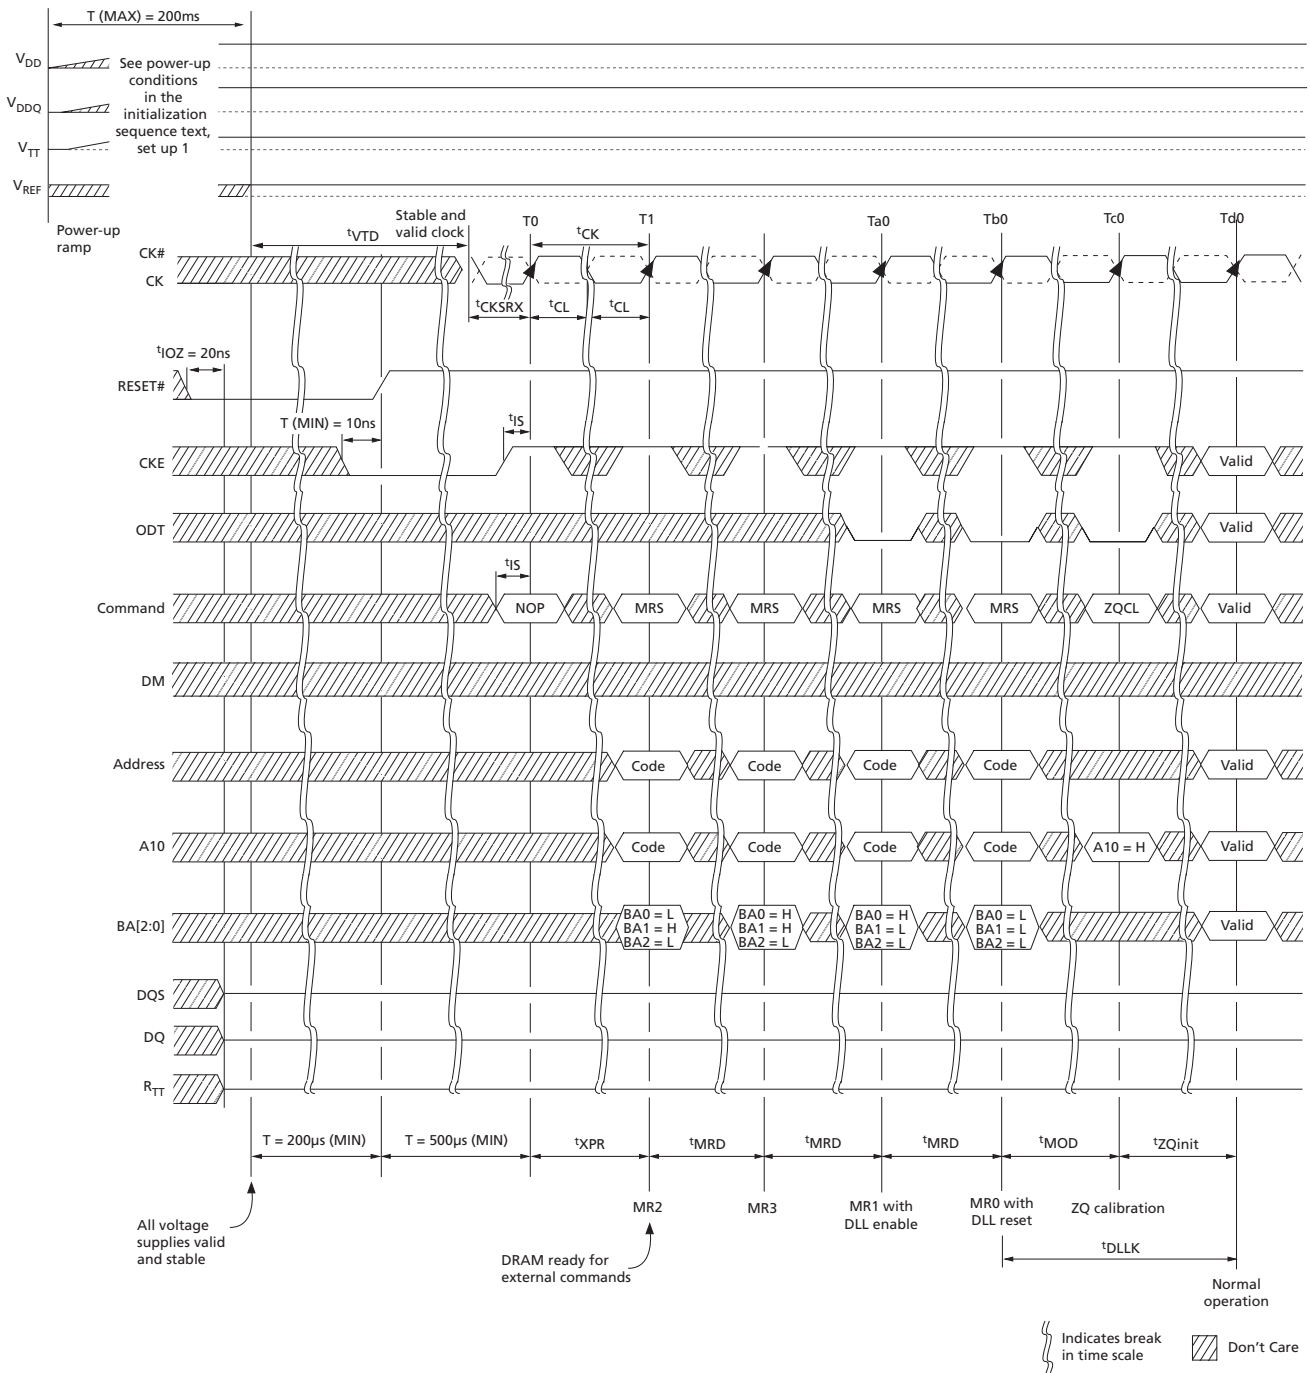 T (MAX) = 200ms
VDD
See power-up
conditions
in the
initialization
sequence text,
set up 1
VDDQ
VTT
VREF
Power-up
ramp
Stable and
valid clock
T0
T1
Ta0
Tb0
Tc0
Td0
tVTD
tCK
CK#
CK
tCKSRX
tCL
tCL
tIOZ = 20ns
RESET#
T (MIN) = 10ns
tIS
CKE
Valid
ODT
Valid
tIS
Command
NOP
MRS
MRS
MRS
MRS
ZQCL
Valid
DM
Address
Code
Code
Code
Code
Valid
A10
Code
Code
Code
Code
A10 = H
Valid
BA[2:0]
BA0 = L
BA1 = H
BA2 = L
BA0 = H
BA1 = H
BA2 = L
BA0 = H
BA1 = L
BA2 = L
BA0 = L
BA1 = L
BA2 = L
Valid
DQS
DQ
RTT
T = 200µs (MIN)
T = 500µs (MIN)
tXPR
tMRD
tMRD
tMRD
tMOD
tZQinit
MR2
MR3
MR1 with
DLL enable
MR0 with
DLL reset
ZQ calibration
All voltage
supplies valid
and stable
DRAM ready for
external commands
tDLLK
Normal
operation
Indicates break
in time scale
Don't Care